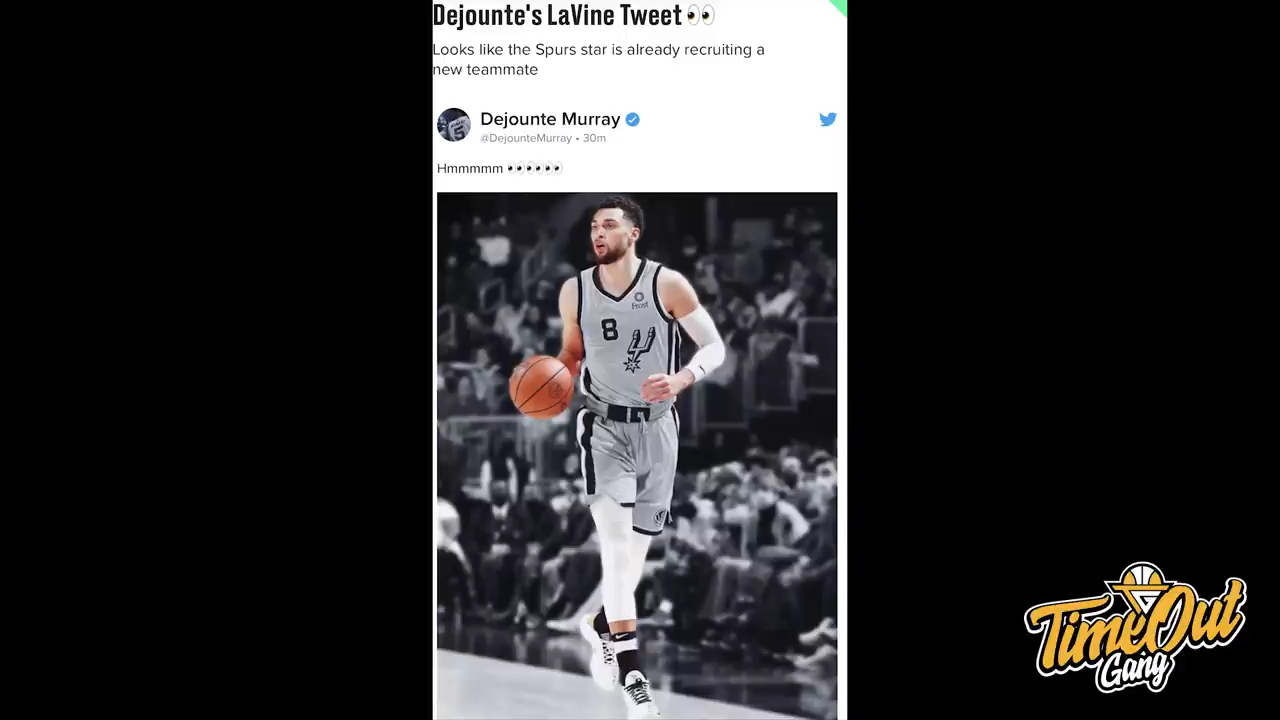 Dejounte's LaVine Tweet 👀
Looks like the Spurs star is already recruiting a
new teammate
Dejounte Murray
@DejounteMurray • 30m
Hmmmmm 👀👀👀
Frost
8
TimeOut
Gang